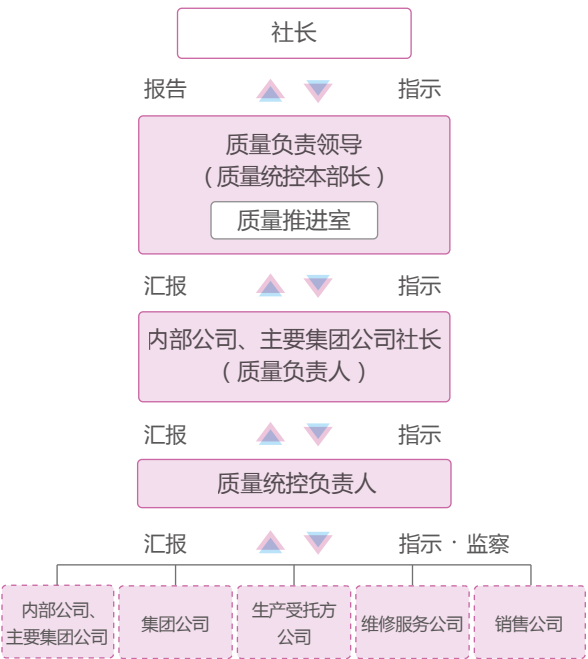 社长
报告 指示
质量负责领导
（质量统控本部长）
质量推进室
汇报 指示
内部公司、主要集团公司社长
（质量负责人）
汇报 指示
质量统控负责人
汇报 指示・监察
内部公司、
主要集团公司
集团公司
生产受托方
公司
维修服务公司
销售公司